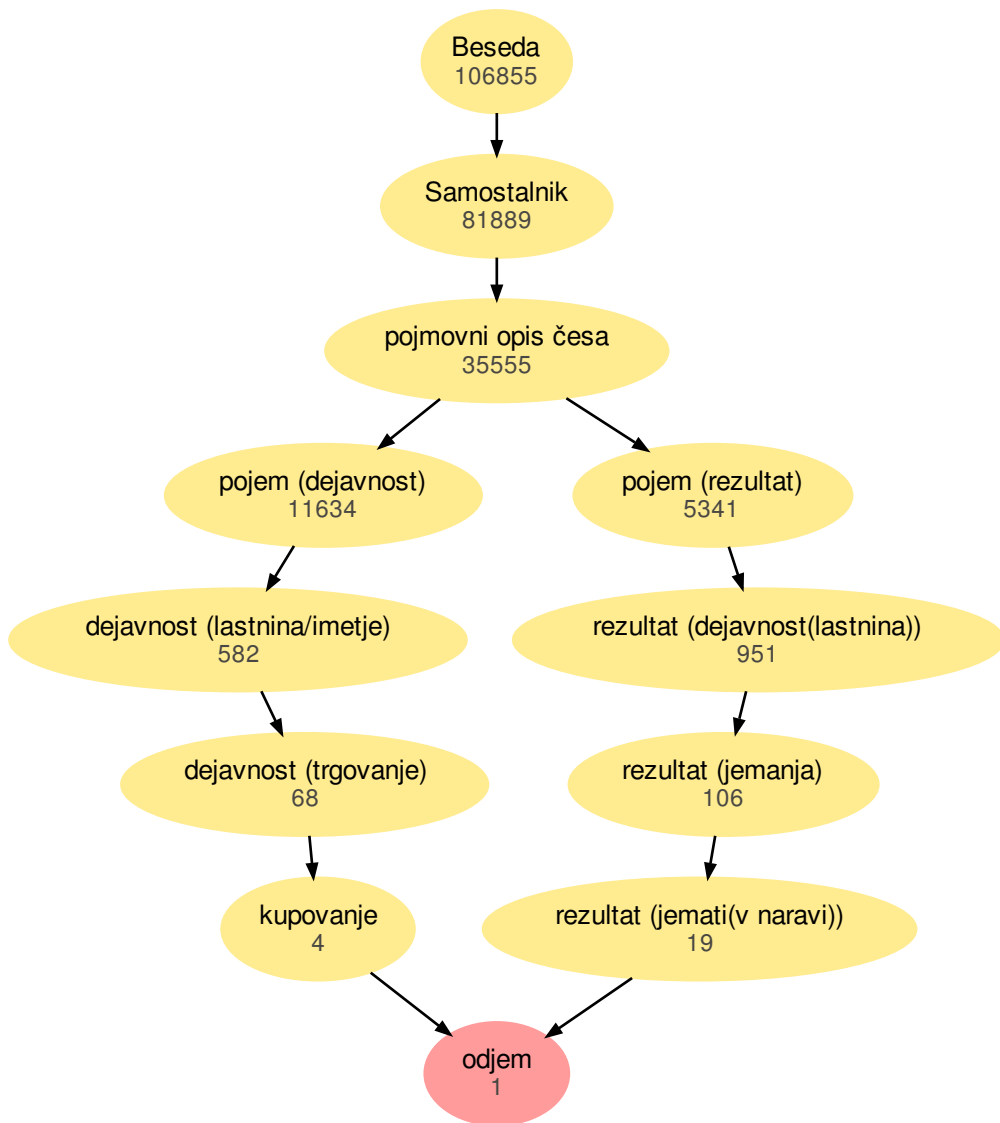 Beseda
106855
Samostalnik
81889
pojmovni opis česa
35555
pojem (dejavnost)
11634
pojem (rezultat)
5341
dejavnost (lastnina/imetje)
582
rezultat (dejavnost(lastnina))
951
dejavnost (trgovanje)
68
rezultat (jemanja)
106
kupovanje
4
rezultat (jemati(v naravi))
19
odjem
1